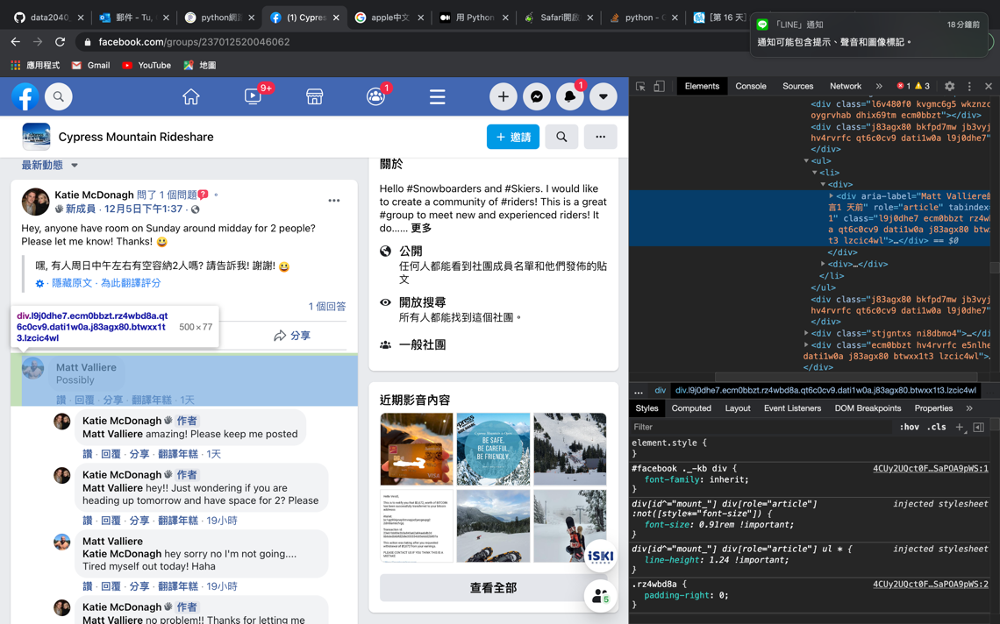 data2040_
郵件 - Tu,
python網頁
(1) Cypres
apple中文
用 Python
Safari開啟
python - C
[第 16 天]
「LINE」通知
18分鐘前
通知可能包含提示、聲音和圖像標記。
facebook.com/groups/237012520046062
應用程式
Gmail
YouTube
地圖
9+
1
1
Cypress Mountain Rideshare
+ 邀請
最新動態
Katie McDonagh 問了 1 個問題 。
新成員 · 12月5日下午1:37 ·
Hey, anyone have room on Sunday around midday for 2 people?
Please let me know! Thanks! 😀
嘿, 有人周日中午左右有空容納2人嗎? 請告訴我! 謝謝! 😀
· 隱藏原文 · 為此翻譯評分
1 個回答
分享
div.l9j0dhe7.ecm0bbzt.rz4wbd8a.qt
6c0cv9.dati1w0a.j83agx80.btwxx1t
3.lzcic4wl
500 × 77
Matt Valliere
Possibly
讚 · 回覆 · 分享 · 翻譯年糕 · 1天
Katie McDonagh 作者
Matt Valliere amazing! Please keep me posted
讚 · 回覆 · 分享 · 翻譯年糕 · 1天
Katie McDonagh 作者
Matt Valliere hey!! Just wondering if you are
heading up tomorrow and have space for 2? Please
讚 · 回覆 · 分享 · 翻譯年糕 · 19小時
Matt Valliere
Katie McDonagh hey sorry no I'm not going....
Tired myself out today! Haha
讚 · 回覆 · 分享 · 翻譯年糕 · 19小時
Katie McDonagh 作者
Matt Valliere no problem!! Thanks for letting me
關於
Hello #Snowboarders and #Skiers. I would like
to create a community of #riders! This is a great
#group to meet new and experienced riders! It
do...... 更多
公開
任何人都能看到社團成員名單和他們發佈的貼
文
開放搜尋
所有人都能找到這個社團。
一般社團
近期影音內容
VISA
BE SAFE.
BE CAREFUL.
BE FRIENDLY.
iSKI
查看全部
5
Elements
Console
Sources
Network
»
1
3
<div class="l6v480f0 kvgmc6g5 wkznzc
oygrvhab dhix69tm ecm0bbzt"></div>
<div class="j83agx80 bkfpd7mw jb3vyj
hv4rvrfc qt6c0cv9 dati1w0a l9j0dhe7"
</div>
<ul>
<li>
<div>
<div aria-label="Matt Valliere的
言1 天前" role="article" tabindex=
1" class="l9j0dhe7 ecm0bbzt rz4w
a qt6c0cv9 dati1w0a j83agx80 btw
t3 lzcic4wl">…</div> == $0
</div>
<div>…</div>
</li>
</ul>
<div class="j83agx80 bkfpd7mw jb3vyj
hv4rvrfc qt6c0cv9 dati1w0a l9j0dhe7"
</div>
<div class="stjgntxs ni8dbmo4">…</di
<div class="ecm0bbzt hv4rvrfc e5nlhe
dati1w0a j83agx80 btwxx1t3 lzcic4wl">
</div>
... div div.l9j0dhe7.ecm0bbzt.rz4wbd8a.qt6c0cv9.dati1w0a.j83agx80.btwxx1t3.lzcic4wl
Styles
Computed
Layout
Event Listeners
DOM Breakpoints
Properties
»
Filter
:hov .cls +
element.style {
}
#facebook ._-kb div {
4CUy2UQct0F…SaPOA9pWS:1
font-family: inherit;
}
div[id^="mount_"] div[role="article"]
injected stylesheet
:not([style*="font-size"]) {
font-size: 0.91rem !important;
}
div[id^="mount_"] div[role="article"] ul * {
injected stylesheet
line-height: 1.24 !important;
}
.rz4wbd8a {
4CUy2UQct0F…SaPOA9pWS:2
padding-right: 0;
}